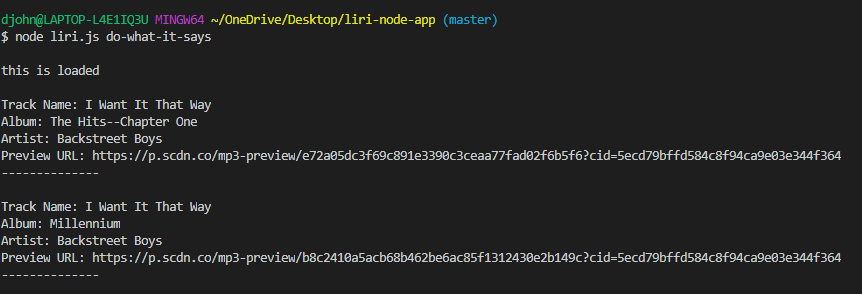 djohn@LAPTOP-L4E1IQ3U MINGW64 ~/OneDrive/Desktop/liri-node-app (master)
$ node liri.js do-what-it-says
this is loaded
Track Name: I Want It That Way
Album: The Hits--Chapter One
Artist: Backstreet Boys
Preview URL: https://p.scdn.co/mp3-preview/e72a05dc3f69c891e3390c3ceaa77fad02f6b5f6?cid=5ecd79bffd584c8f94ca9e03e344f364
--------------
Track Name: I Want It That Way
Album: Millennium
Artist: Backstreet Boys
Preview URL: https://p.scdn.co/mp3-preview/b8c2410a5acb68b462be6ac85f1312430e2b149c?cid=5ecd79bffd584c8f94ca9e03e344f364
--------------